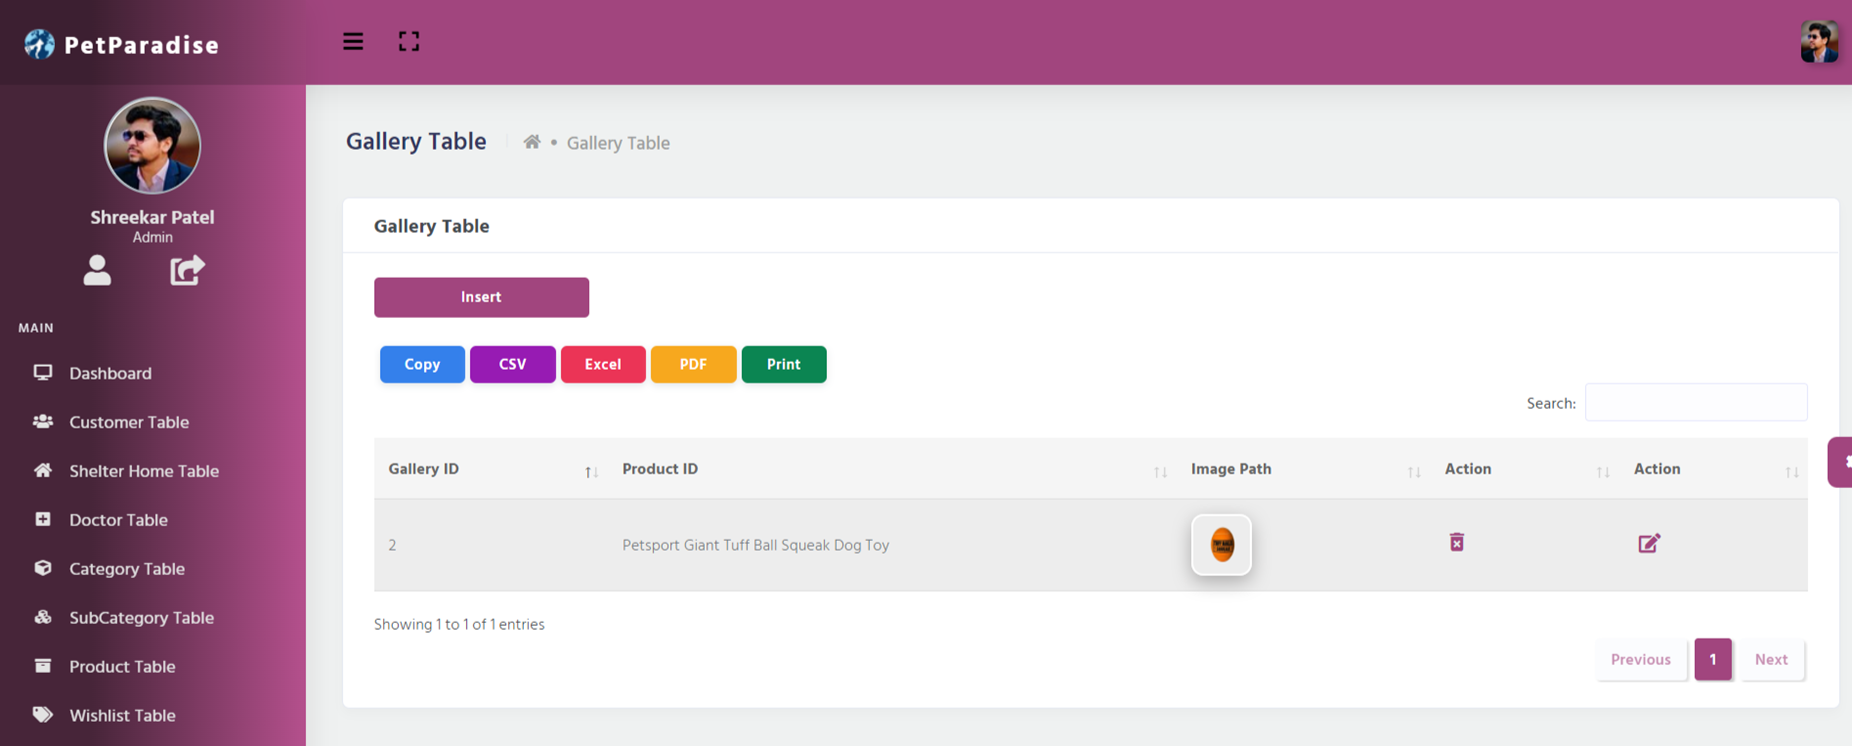 PetParadise
Shreekar Patel
Admin
MAIN
Dashboard
Customer Table
Shelter Home Table
Doctor Table
Category Table
SubCategory Table
Product Table
Wishlist Table
Gallery Table • Gallery Table
Gallery Table
Insert
Copy CSV Excel PDF Print
Search:
Gallery ID Product ID Image Path Action Action
2 Petsport Giant Tuff Ball Squeak Dog Toy
Showing 1 to 1 of 1 entries
Previous 1 Next